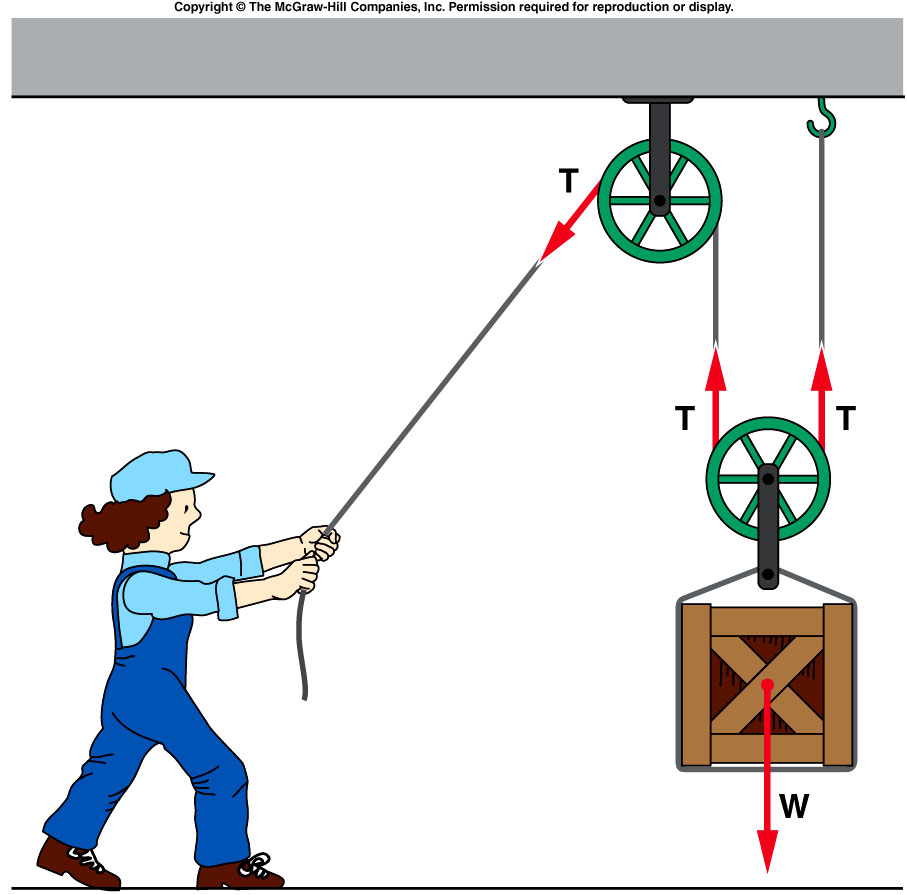 Copyright © The McGraw-Hill Companies, Inc. Permission required for reproduction or display.
T
T
T
W